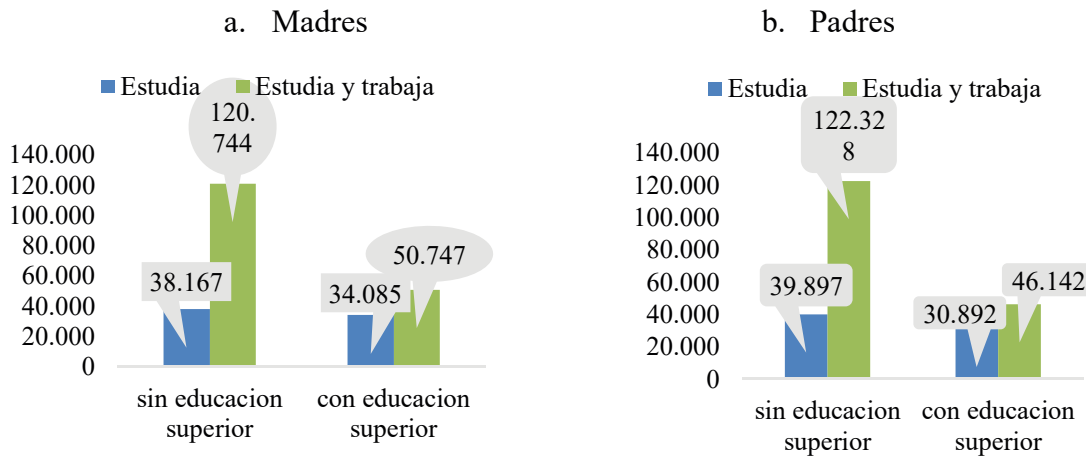 a. Madres
Estudia
Estudia y trabaja
120.
744
140.000
120.000
100.000
80.000
60.000
40.000
20.000
0
38.167
34.085
50.747
sin educacion
superior
con educacion
superior
b. Padres
Estudia
Estudia y trabaja
122.32
8
140.000
120.000
100.000
80.000
60.000
40.000
20.000
0
39.897
30.892
46.142
sin educacion
superior
con educacion
superior